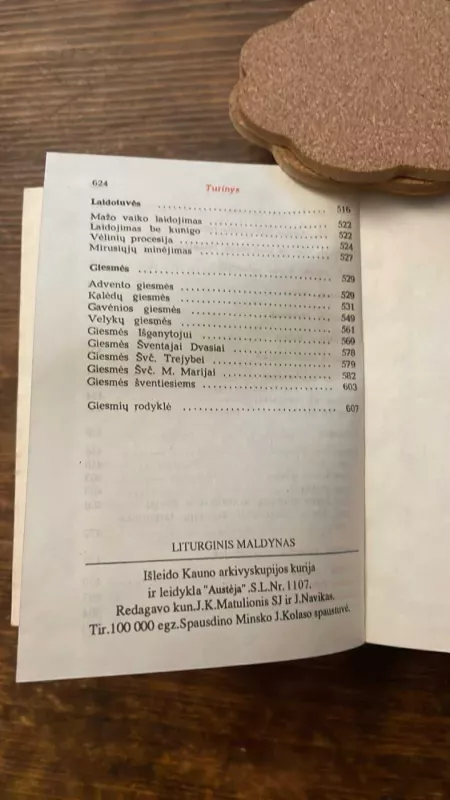 624
Turinys
Laidotuvės ........ 516
Mažo vaiko laidojimas ........ 522
Laidojimas be kunigo ........ 522
Vėlinių procesija ........ 524
Mirusiųjų minėjimas ........ 527
Giesmės ........ 529
Advento giesmės ........ 529
Kalėdų giesmės ........ 531
Gavėnios giesmės ........ 549
Velykų giesmės ........ 561
Giesmės Išganytojui ........ 569
Giesmės Šventajai Dvasiai ........ 578
Giesmės Švč. Trejybei ........ 579
Giesmės Švč. M. Marijai ........ 582
Giesmės šventiesiems ........ 603
Giesmių rodyklė ........ 607
LITURGINIS MALDYNAS
Išleido Kauno arkivyskupijos kurija
ir leidykla "Austėja".S.L.Nr.1107.
Redagavo kun.J.K.Matulionis SJ ir J.Navikas.
Tir.100 000 egz.Spausdino Minsko J.Kolaso spaustuvė.